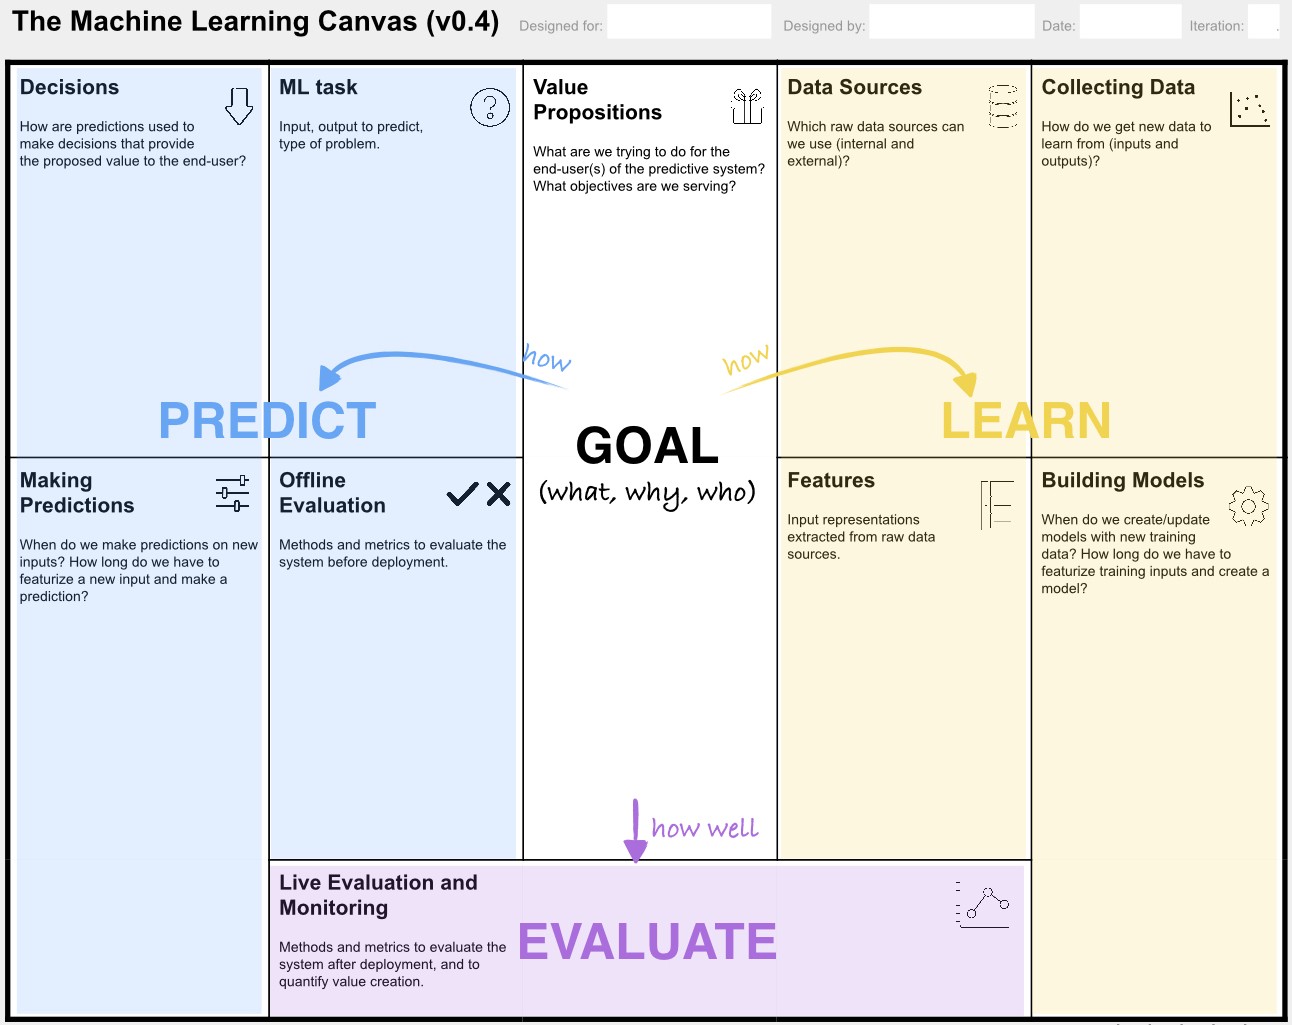 The Machine Learning Canvas (v0.4)
Designed for:
Designed by:
Date:
Iteration:
.
Decisions
How are predictions used to
make decisions that provide
the proposed value to the end-user?
ML task
Input, output to predict,
type of problem.
Value
Propositions
What are we trying to do for the
end-user(s) of the predictive system?
What objectives are we serving?
Data Sources
Which raw data sources can
we use (internal and
external)?
Collecting Data
How do we get new data to
learn from (inputs and
outputs)?
how
how
PREDICT
GOAL
(what, why, who)
LEARN
Making
Predictions
When do we make predictions on new
inputs? How long do we have to
featurize a new input and make a
prediction?
Offline
Evaluation
Methods and metrics to evaluate the
system before deployment.
Features
Input representations
extracted from raw data
sources.
Building Models
When do we create/update
models with new training
data? How long do we have to
featurize training inputs and create a
model?
how well
Live Evaluation and
Monitoring
Methods and metrics to evaluate the
system after deployment, and to
quantify value creation.
EVALUATE